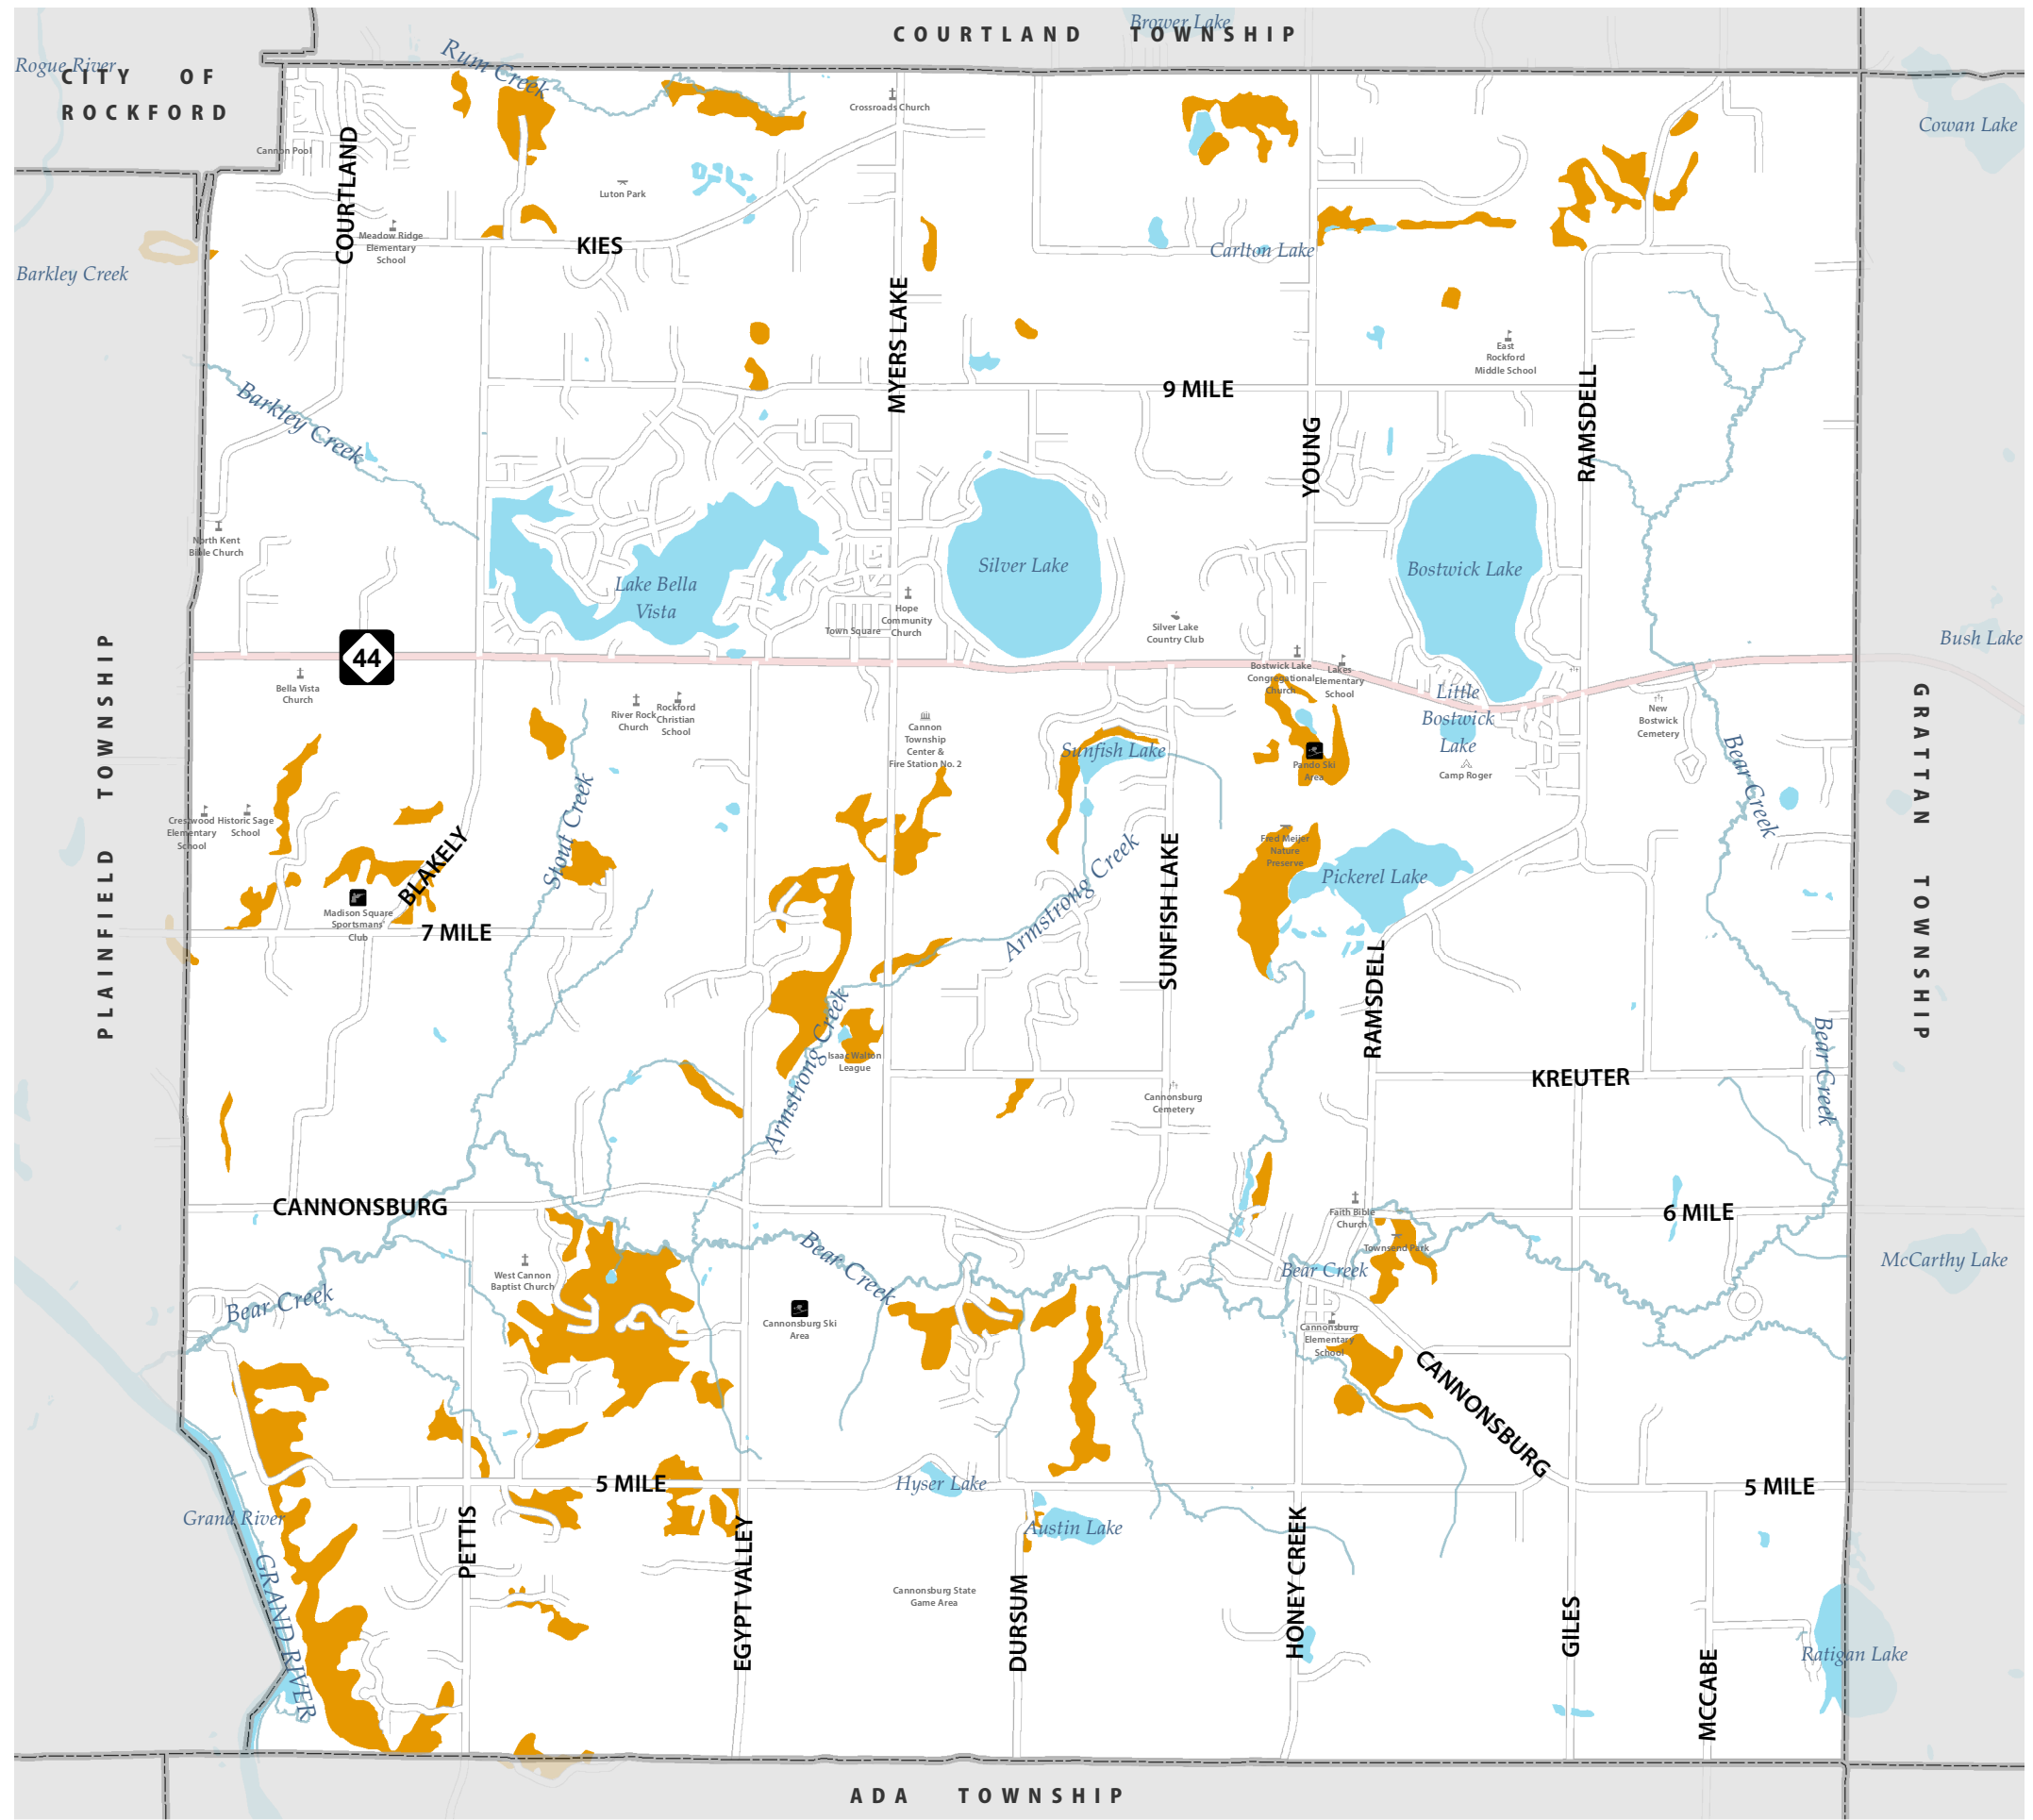 Brower Lake
COURTLAND TOWNSHIP
Rum Creek
Rogue River
CITY OF
ROCKFORD
Crossroads Church
Cowan Lake
Cannon Pool
COURTLAND
Luton Park
Meadow Ridge
Elementary
School
KIES
Carlton Lake
Barkley Creek
MYERS LAKE
East
Rockford
Middle School
9 MILE
RAMSDELL
YOUNG
Barkley Creek
North Kent
Bible Church
Silver Lake
Bostwick Lake
Lake Bella
Vista
Hope
Community
Church
Town Square
Silver Lake
Country Club
Bush Lake
44
Bella Vista
Church
Bostwick Lake
Congregational
Church
Lakes
Elementary
School
Little
Bostwick
Lake
New
Bostwick
Cemetery
River Rock
Church
Rockford
Christian
School
Cannon
Township
Center &
Fire Station No. 2
Sunfish Lake
Pando Ski
Area
Camp Roger
Bear Creek
PLAINFIELD TOWNSHIP
GRATTAN TOWNSHIP
Crestwood
Elementary
School
Historic Sage
School
Stout Creek
BLAKELY
Armstrong Creek
SUNFISH LAKE
Fred Meijer
Nature
Preserve
Pickerel Lake
Madison Square
Sportsmans'
Club
7 MILE
RAMSDELL
Armstrong Creek
Isaac Walton
League
Bear Creek
KREUTER
Cannonsburg
Cemetery
CANNONSBURG
Faith Bible
Church
6 MILE
Townsend Park
Bear Creek
Bear Creek
McCarthy Lake
West Cannon
Baptist Church
Bear Creek
Cannonsburg Ski
Area
Cannonsburg
Elementary
School
CANNONSBURG
5 MILE
Hyser Lake
5 MILE
Grand River
Austin Lake
PETTIS
EGYPT VALLEY
HONEY CREEK
GRAND RIVER
Cannonsburg State
Game Area
DURSUM
GILES
Ratigan Lake
MCCABE
ADA TOWNSHIP